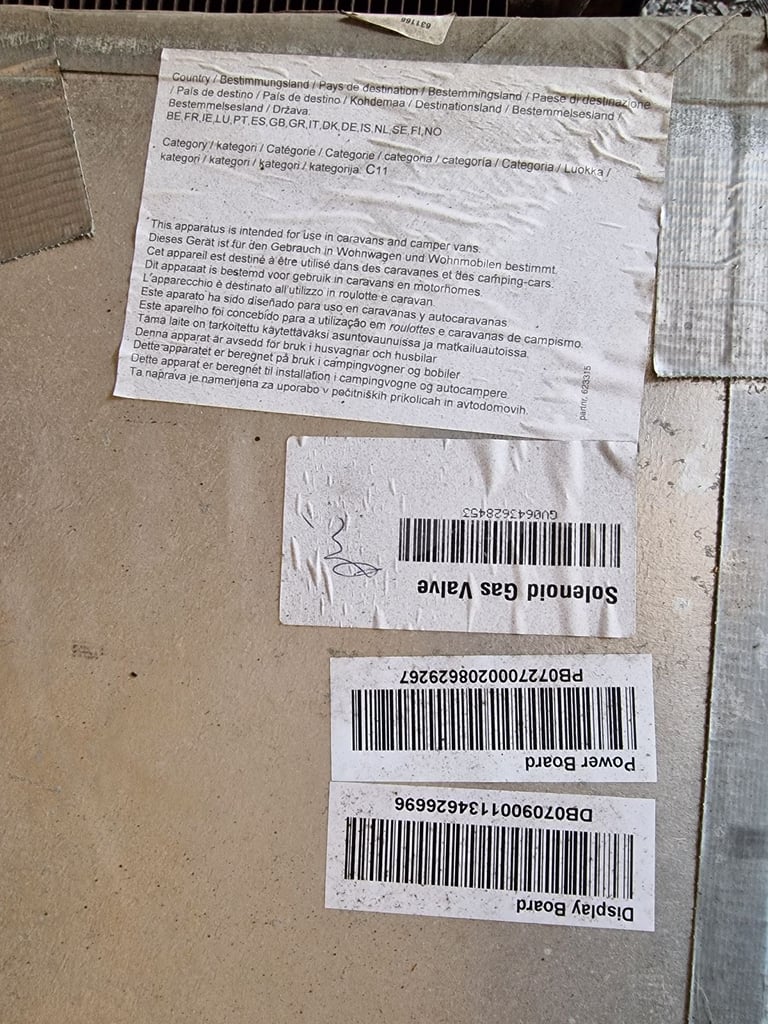 631168
Country / Bestimmungsland / Pays de destination / Bestemmingsland / Paese di destinazione
/ País de destino / País de destino / Kohdemaa / Destinationsland / Bestemmelsesland /
Bestemmelsesland / Država:
BE,FR,IE,LU,PT,ES,GB,GR,IT,DK,DE,IS,NL,SE,FI,NO
Category / kategori / Catégorie / Categorie / categoria / categoría / Categoria / Luokka /
kategori / kategori / kategori / kategorija: C11
This apparatus is intended for use in caravans and camper vans.
Dieses Gerät ist für den Gebrauch in Wohnwagen und Wohnmobilen bestimmt.
Cet appareil est destiné à être utilisé dans des caravanes et des camping-cars.
Dit apparaat is bestemd voor gebruik in caravans en motorhomes.
L'apparecchio è destinato all'utilizzo in roulotte e caravan.
Este aparato ha sido diseñado para uso en caravanas y autocaravanas
Este aparelho foi concebido para a utilização em roulottes e caravanas de campismo.
Tämä laite on tarkoitettu käytettäväksi asuntovaunuissa ja matkailuautoissa.
Denna apparat är avsedd för bruk i husvagnar och husbilar
Dette apparatet er beregnet på bruk i campingvogner og bobiler
Dette apparat er beregnet til installation i campingvogne og autocampere
Ta naprava je namenjena za uporabo v počitniških prikolicah in avtodomovih.
partnr. 623315
Solenoid Gas Valve
GU0643628453
Power Board
PB0727000208629267
Display Board
DB0709001134626696